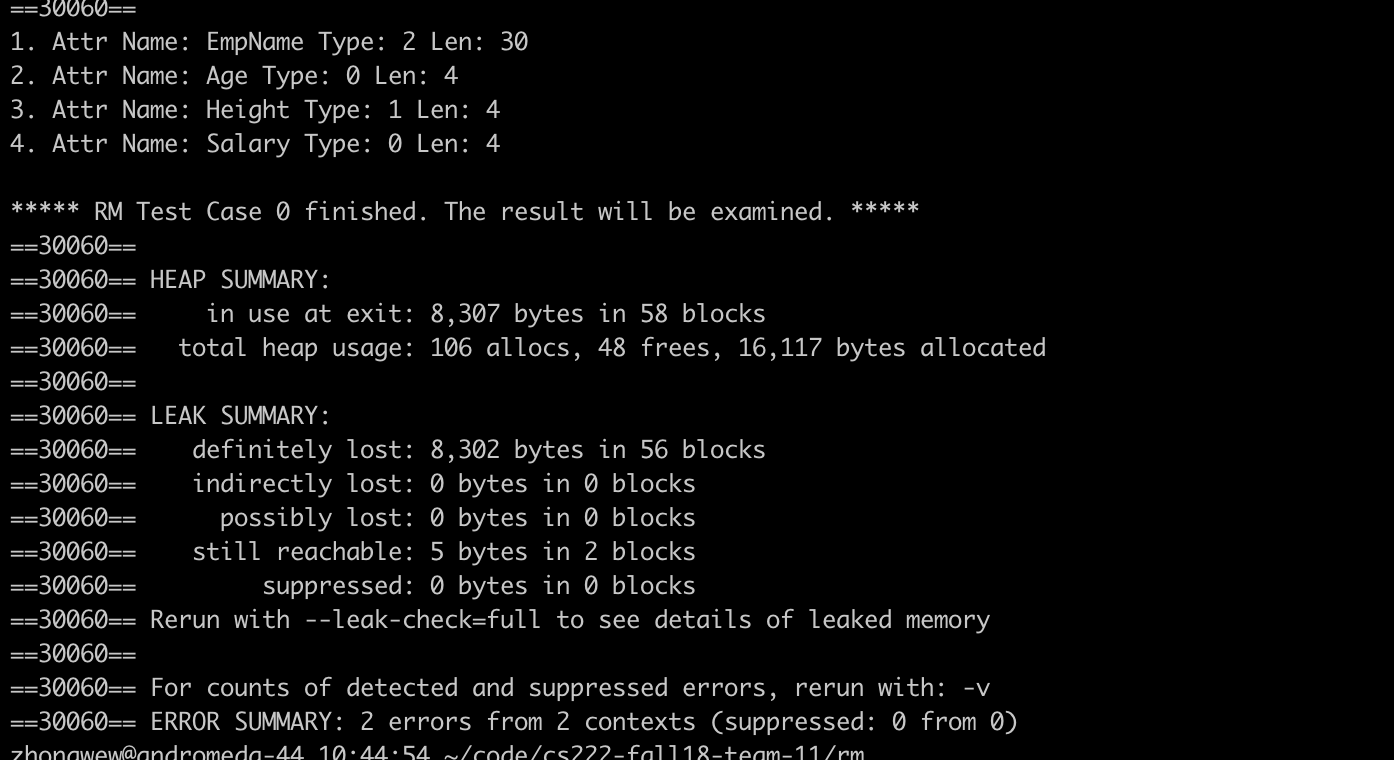 ==30060==
1. Attr Name: EmpName Type: 2 Len: 30
2. Attr Name: Age Type: 0 Len: 4
3. Attr Name: Height Type: 1 Len: 4
4. Attr Name: Salary Type: 0 Len: 4
***** RM Test Case 0 finished. The result will be examined. *****
==30060==
==30060== HEAP SUMMARY:
==30060==     in use at exit: 8,307 bytes in 58 blocks
==30060==   total heap usage: 106 allocs, 48 frees, 16,117 bytes allocated
==30060==
==30060== LEAK SUMMARY:
==30060==    definitely lost: 8,302 bytes in 56 blocks
==30060==    indirectly lost: 0 bytes in 0 blocks
==30060==      possibly lost: 0 bytes in 0 blocks
==30060==    still reachable: 5 bytes in 2 blocks
==30060==         suppressed: 0 bytes in 0 blocks
==30060== Rerun with --leak-check=full to see details of leaked memory
==30060==
==30060== For counts of detected and suppressed errors, rerun with: -v
==30060== ERROR SUMMARY: 2 errors from 2 contexts (suppressed: 0 from 0)
zhongwew@andromeda-44 10:44:54 ~/code/cs222-fall18-team-11/rm